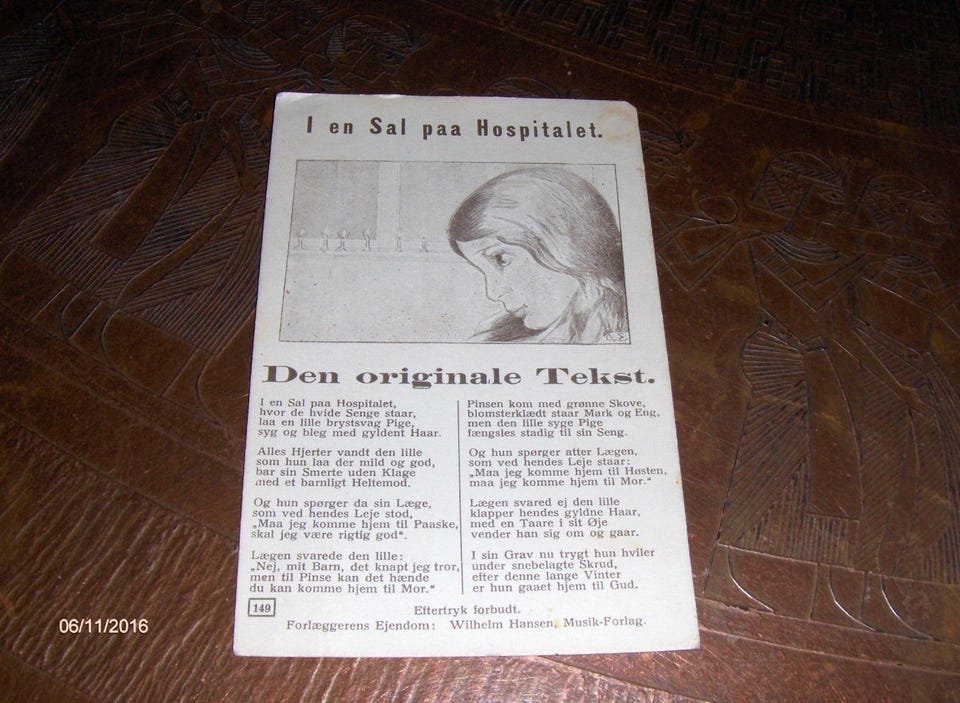 I en Sal paa Hospitalet.
Den originale Tekst.
I en Sal paa Hospitalet,
hvor de hvide Senge staar,
laa en lille brystsvag Pige,
syg og bleg med gyldent Haar.
Alles Hjerter vandt den lille
som hun laa der mild og god,
bar sin Smerte uden Klage
med et barnligt Heltemod.
Og hun spørger da sin Læge,
som ved hendes Leje stod,
„Maa jeg komme hjem til Paaske,
skal jeg være rigtig god“.
Lægen svarede den lille:
„Nej, mit Barn, det knapt jeg tror,
men til Pinse kan det hænde
du kan komme hjem til Mor.“
Pinsen kom med grønne Skove,
blomsterklædt staar Mark og Eng,
men den lille syge Pige
fængsles stadig til sin Seng.
Og hun spørger atter Lægen,
som ved hendes Leje staar:
„Maa jeg komme hjem til Høsten,
maa jeg komme hjem til Mor.“
Lægen svared ej den lille
klapper hendes gyldne Haar,
med en Taare i sit Øje
vender han sig om og gaar.
I sin Grav nu trygt hun hviler
under snebelagte Skrud,
efter denne lange Vinter
er hun gaaet hjem til Gud.
149
Eftertryk forbudt.
Forlæggerens Ejendom: Wilhelm Hansen, Musik-Forlag.
06/11/2016